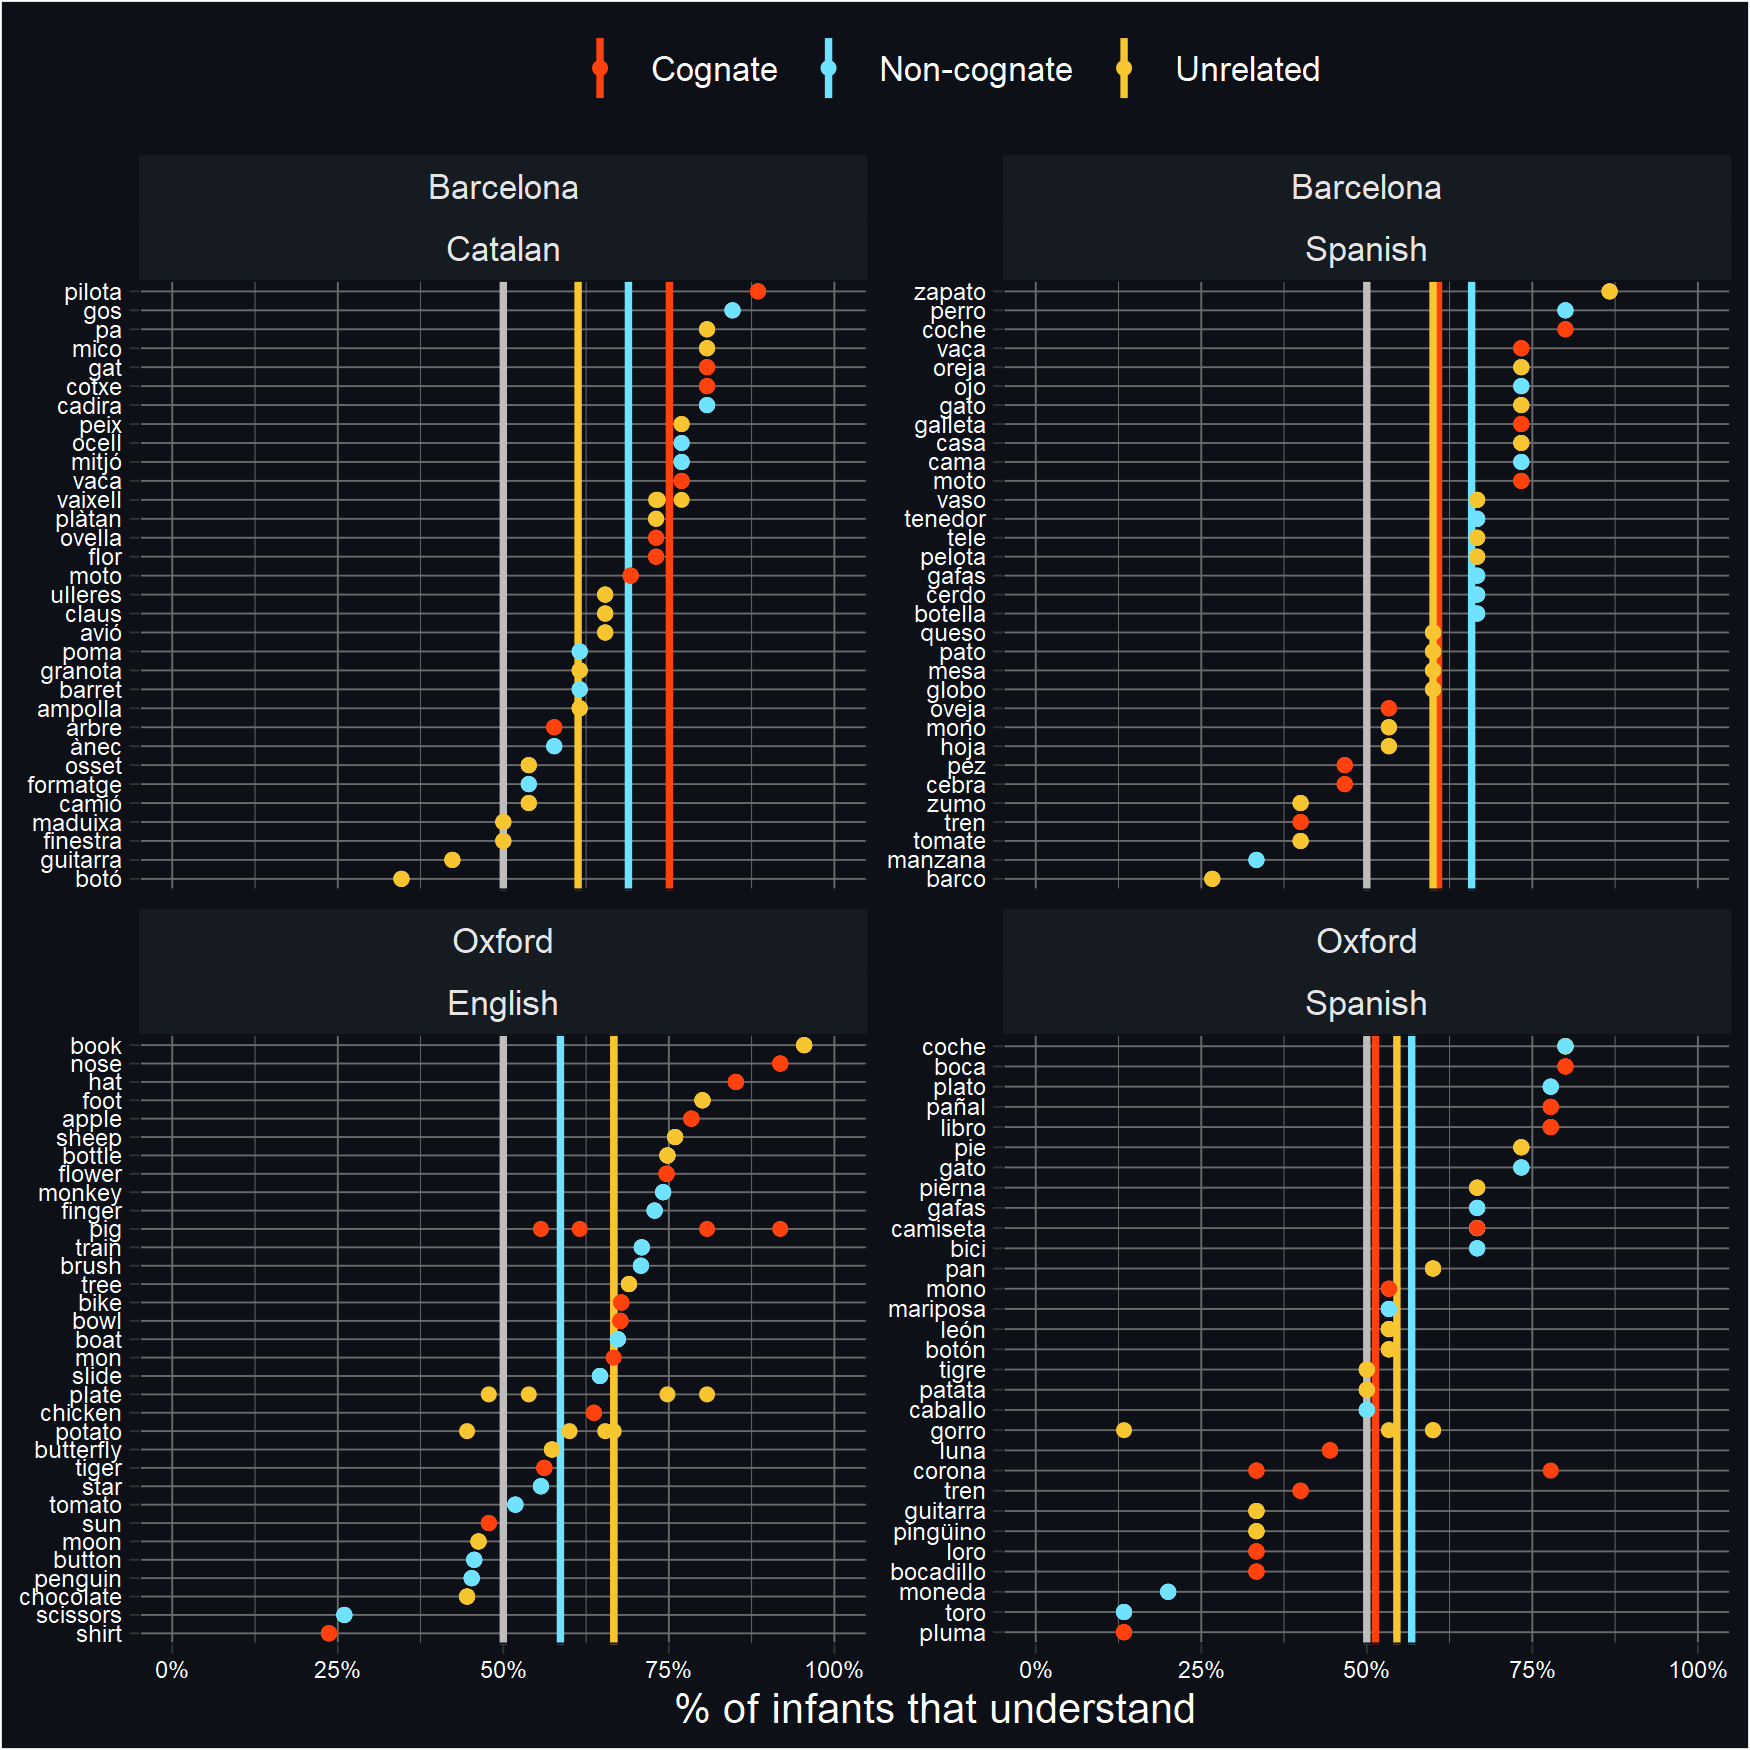 Cognate Non-cognate Unrelated
Barcelona
Catalan
pilota
gos
pa
mico
gat
cotxe
cadira
peix
ocell
mitjó
vaca
vaixell
plàtan
ovella
flor
moto
ulleres
claus
avió
poma
granota
barret
ampolla
arbre
ànec
osset
formatge
camió
maduixa
finestra
guitarra
botó
Barcelona
Spanish
zapato
perro
coche
vaca
oreja
ojo
gato
galleta
casa
cama
moto
vaso
tenedor
tele
pelota
gafas
cerdo
botella
queso
pato
mesa
globo
oveja
mono
hoja
pez
cebra
zumo
tren
tomate
manzana
barco
Oxford
English
book
nose
hat
foot
apple
sheep
bottle
flower
monkey
finger
pig
train
brush
tree
bike
bowl
boat
mon
slide
plate
chicken
potato
butterfly
tiger
star
tomato
sun
moon
button
penguin
chocolate
scissors
shirt
0% 25% 50% 75% 100%
Oxford
Spanish
coche
boca
plato
pañal
libro
pie
gato
pierna
gafas
camiseta
bici
pan
mono
mariposa
león
botón
tigre
patata
caballo
gorro
luna
corona
tren
guitarra
pingüino
loro
bocadillo
moneda
toro
pluma
0% 25% 50% 75% 100%
% of infants that understand